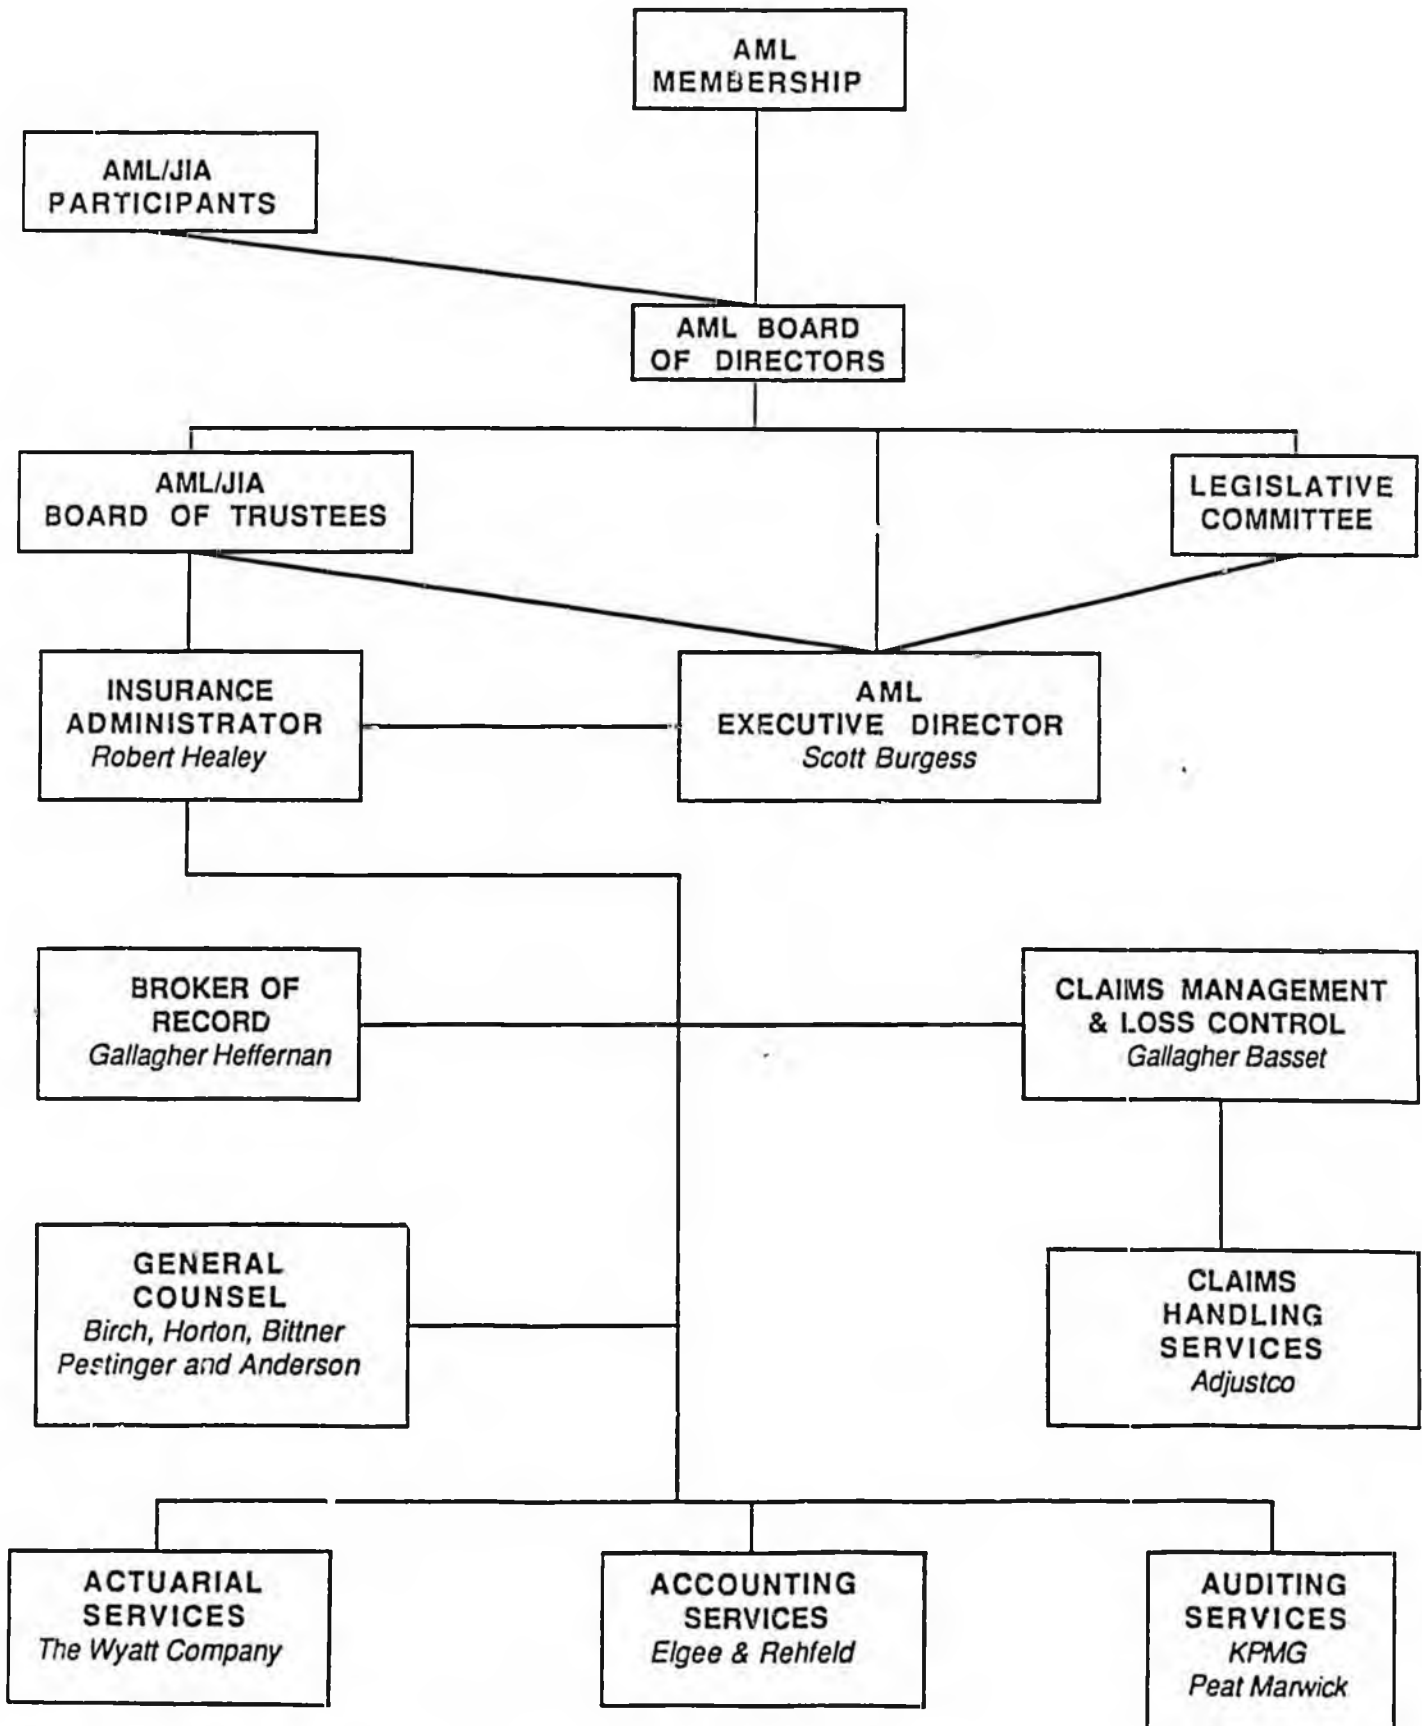 AML
MEMBERSHIP
AML/JIA
PARTICIPANTS
AML BOARD
OF DIRECTORS
AML/JIA
BOARD OF TRUSTEES
LEGISLATIVE
COMMITTEE
INSURANCE
ADMINISTRATOR
Robert Healey
AML
EXECUTIVE DIRECTOR
Scott Burgess
BROKER OF
RECORD
Gallagher Heffernan
CLAIMS MANAGEMENT
& LOSS CONTROL
Gallagher Basset
GENERAL
COUNSEL
Birch, Horton, Bittner
Pestinger and Anderson
CLAIMS
HANDLING
SERVICES
Adjustco
ACTUARIAL
SERVICES
The Wyatt Company
ACCOUNTING
SERVICES
Elgee & Rehfeld
AUDITING
SERVICES
KPMG
Peat Marwick